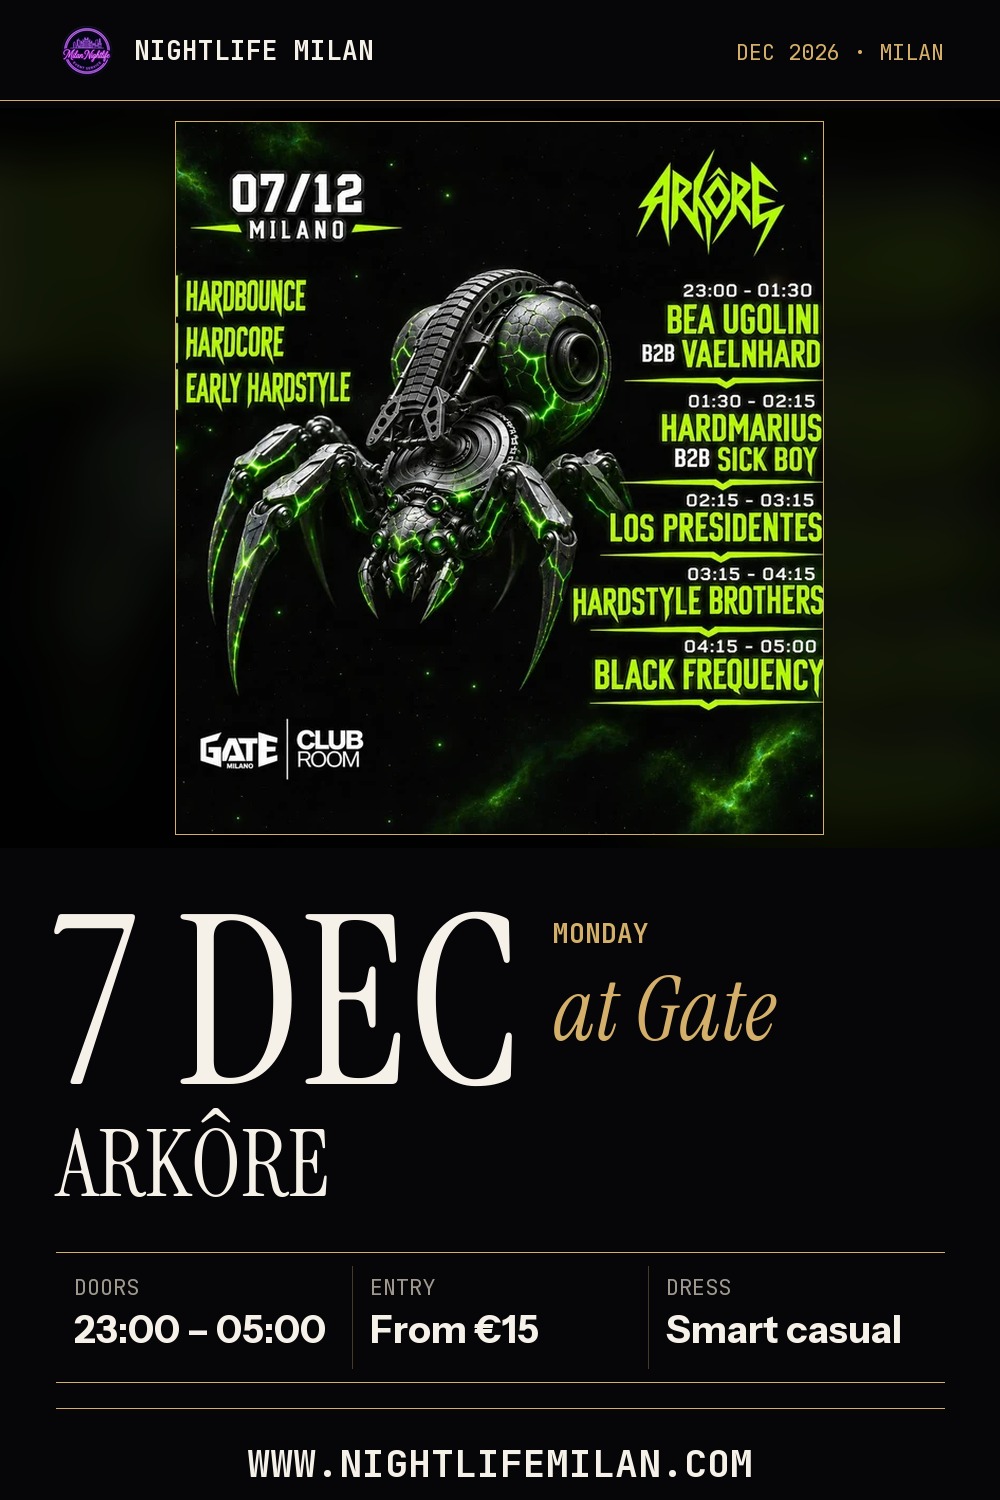 Milan Nightlife
NIGHTLIFE MILAN
DEC 2026 · MILAN
07/12
MILANO
ARKÔRE
HARDBOUNCE
HARDCORE
EARLY HARDSTYLE
23:00 - 01:30
BEA UGOLINI
B2B VAELNHARD
01:30 - 02:15
HARDMARIUS
B2B SICK BOY
02:15 - 03:15
LOS PRESIDENTES
03:15 - 04:15
HARDSTYLE BROTHERS
04:15 - 05:00
BLACK FREQUENCY
GATE
MILANO
CLUB
ROOM
7 DEC
MONDAY
at Gate
ARKÔRE
DOORS
23:00 – 05:00
ENTRY
From €15
DRESS
Smart casual
WWW.NIGHTLIFEMILAN.COM